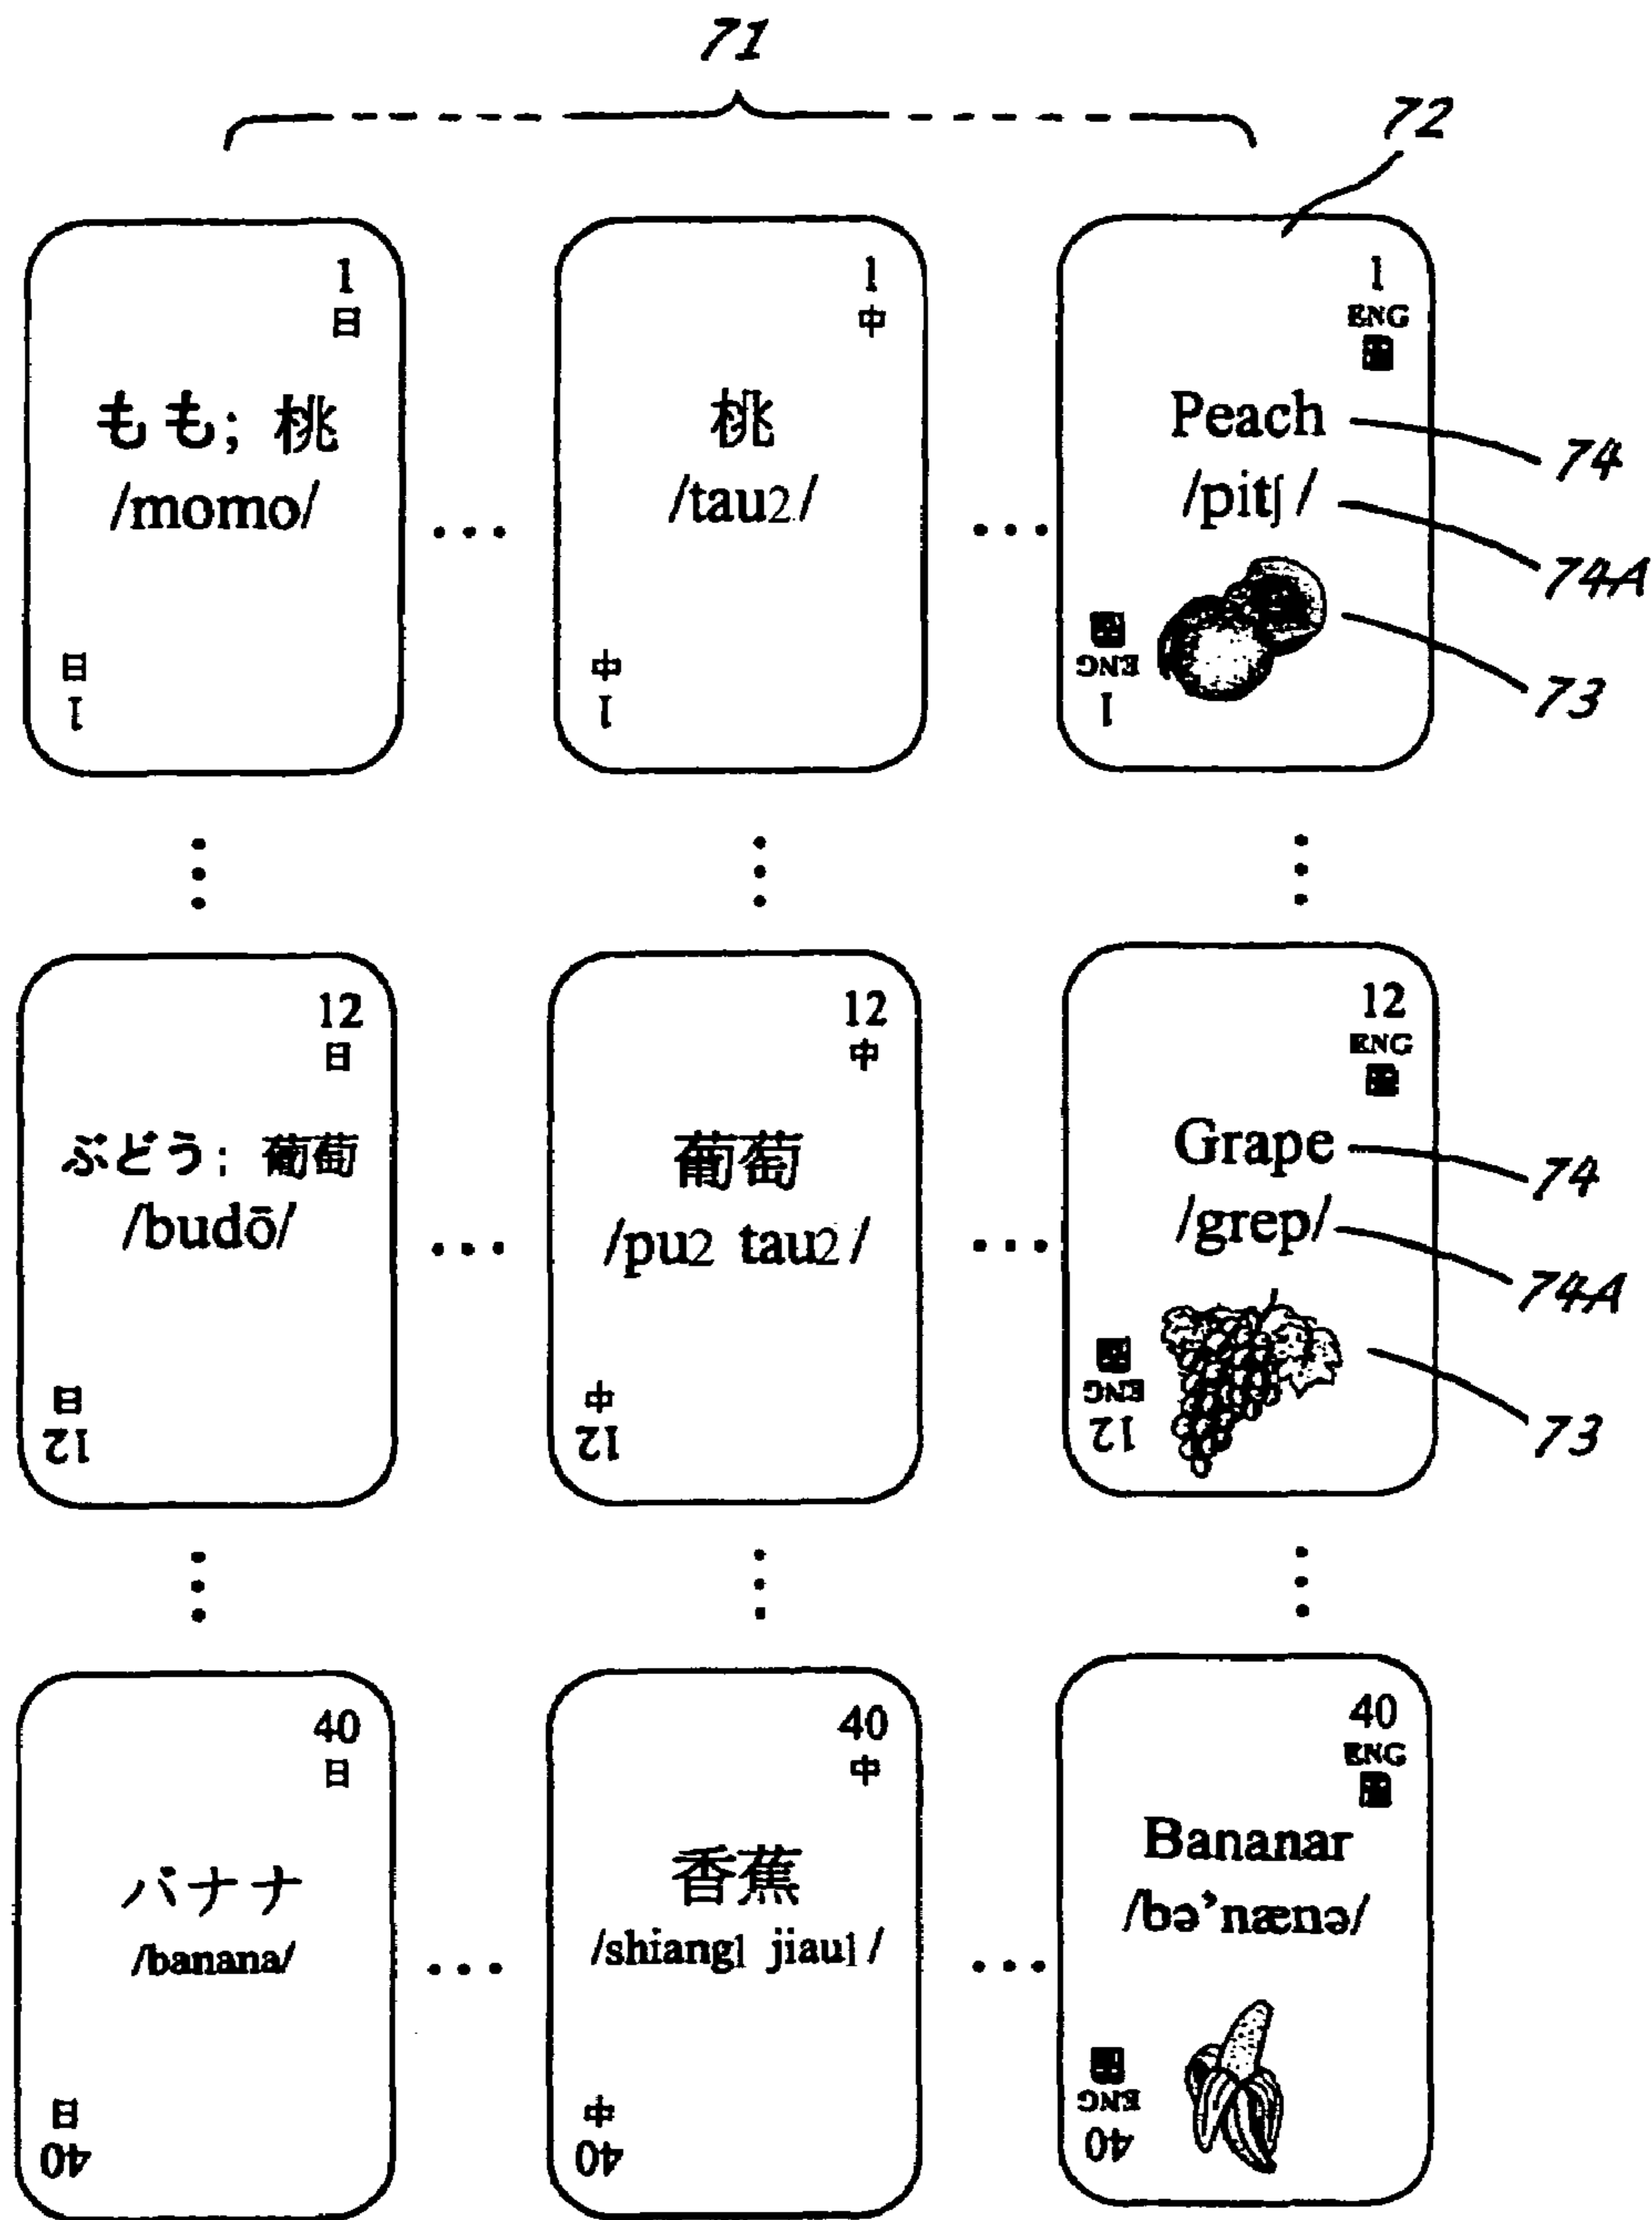 71
72
1
日
もも; 桃
/momo/
日
1
1
中
桃
/tau2/
中
1
1
ENG
Peach
/pitʃ/
ENG
1
74
74A
73
12
日
ぶどう; 葡萄
/budō/
日
12
12
中
葡萄
/pu2 tau2/
中
12
12
ENG
Grape
/grep/
ENG
12
74
74A
73
40
日
バナナ
/banana/
日
40
40
中
香蕉
/shiang1 jiau1/
中
40
40
ENG
Bananar
/bə'nænə/
ENG
40